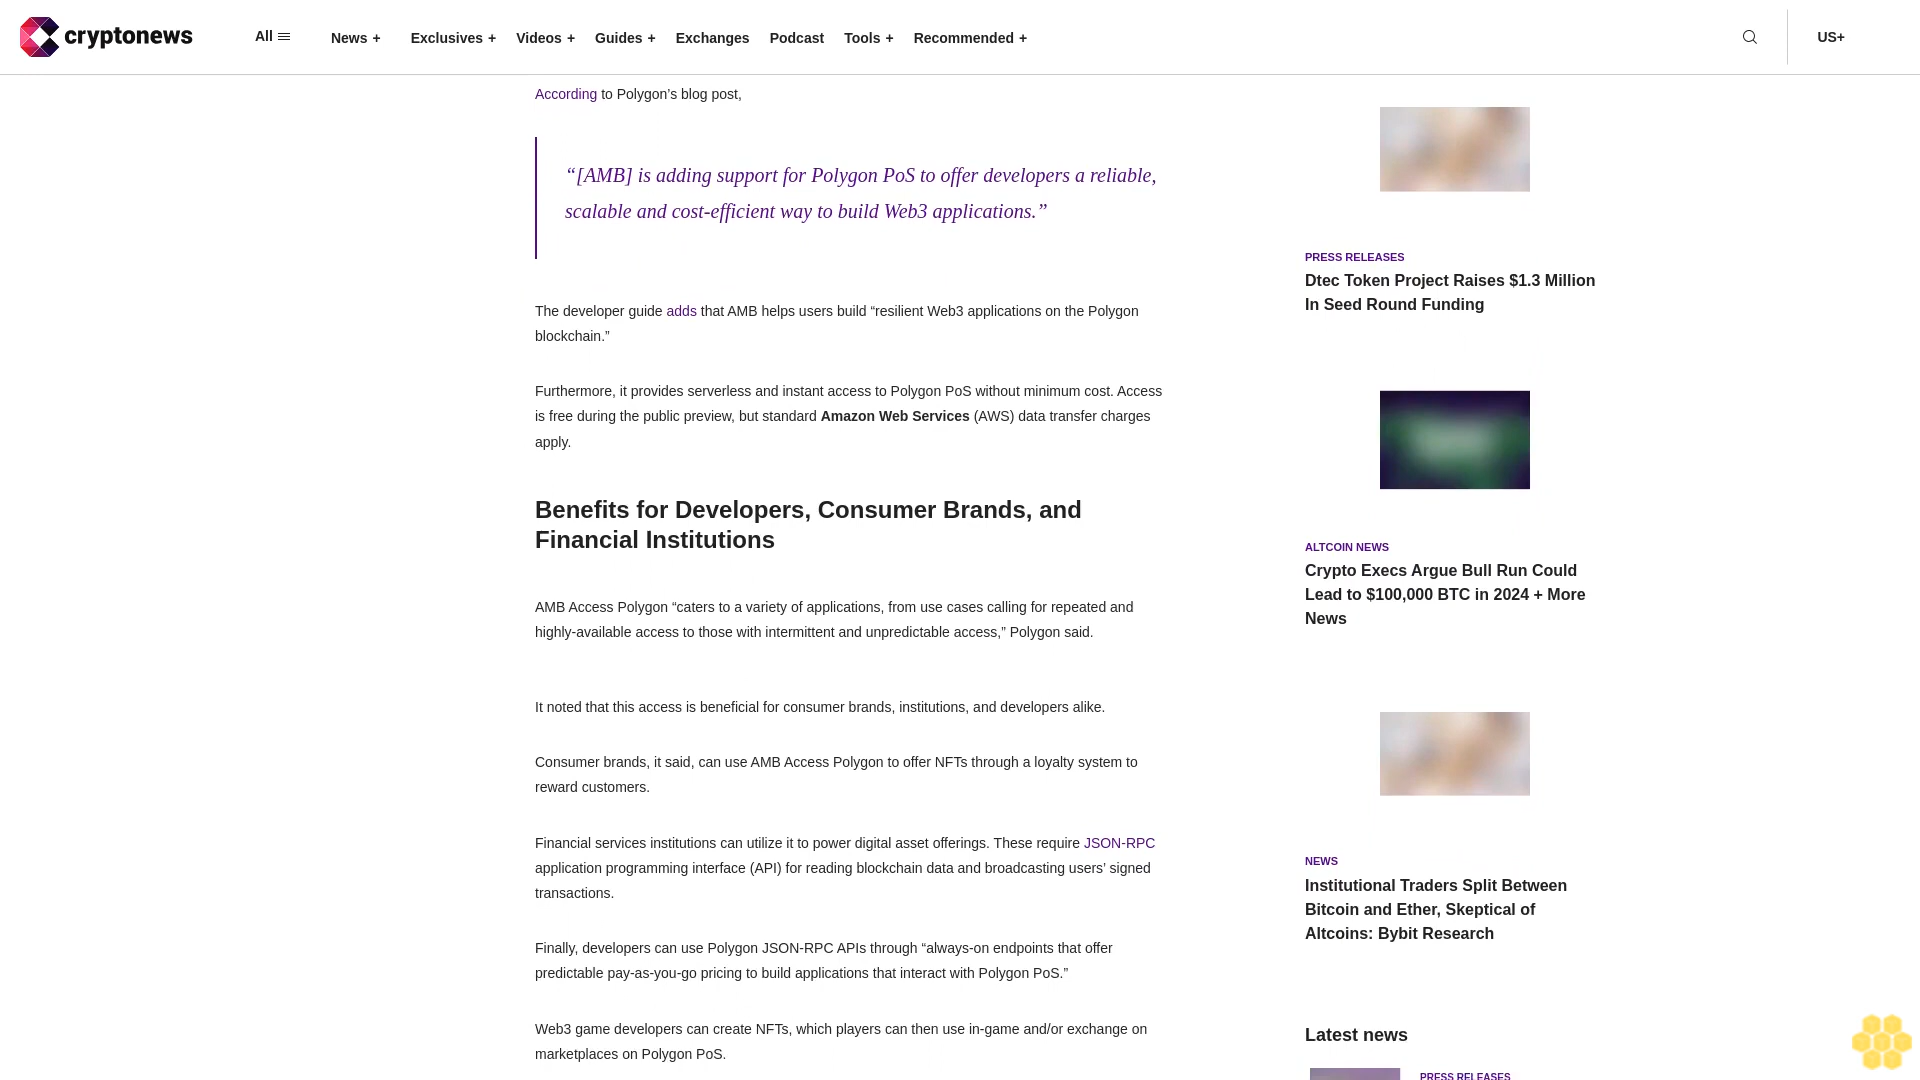 cryptonews
All
News +
Exclusives +
Videos +
Guides +
Exchanges
Podcast
Tools +
Recommended +
US+
According to Polygon’s blog post,
“[AMB] is adding support for Polygon PoS to offer developers a reliable,
scalable and cost-efficient way to build Web3 applications.”
The developer guide adds that AMB helps users build “resilient Web3 applications on the Polygon
blockchain.”
Furthermore, it provides serverless and instant access to Polygon PoS without minimum cost. Access
is free during the public preview, but standard Amazon Web Services (AWS) data transfer charges
apply.
Benefits for Developers, Consumer Brands, and
Financial Institutions
AMB Access Polygon “caters to a variety of applications, from use cases calling for repeated and
highly-available access to those with intermittent and unpredictable access,” Polygon said.
It noted that this access is beneficial for consumer brands, institutions, and developers alike.
Consumer brands, it said, can use AMB Access Polygon to offer NFTs through a loyalty system to
reward customers.
Financial services institutions can utilize it to power digital asset offerings. These require JSON-RPC
application programming interface (API) for reading blockchain data and broadcasting users’ signed
transactions.
Finally, developers can use Polygon JSON-RPC APIs through “always-on endpoints that offer
predictable pay-as-you-go pricing to build applications that interact with Polygon PoS.”
Web3 game developers can create NFTs, which players can then use in-game and/or exchange on
marketplaces on Polygon PoS.
PRESS RELEASES
Dtec Token Project Raises $1.3 Million
In Seed Round Funding
ALTCOIN NEWS
Crypto Execs Argue Bull Run Could
Lead to $100,000 BTC in 2024 + More
News
NEWS
Institutional Traders Split Between
Bitcoin and Ether, Skeptical of
Altcoins: Bybit Research
Latest news
PRESS RELEASES